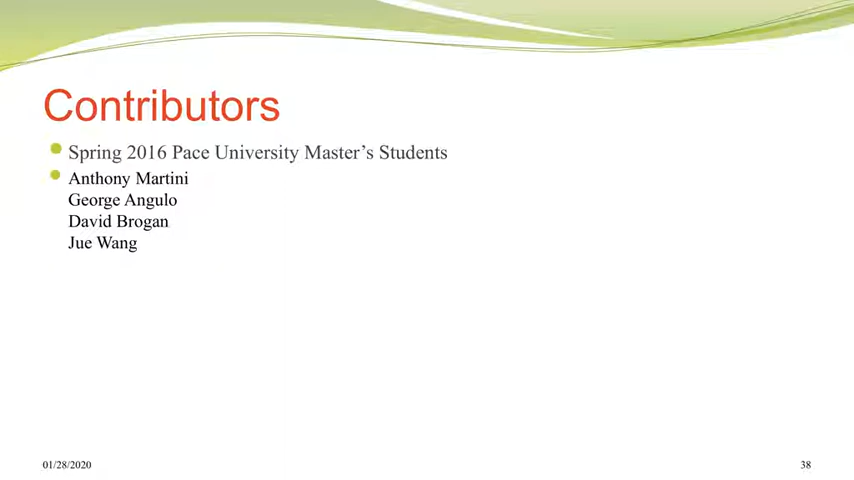 Contributors
Spring 2016 Pace University Master’s Students
Anthony Martini
George Angulo
David Brogan
Jue Wang
01/28/2020
38